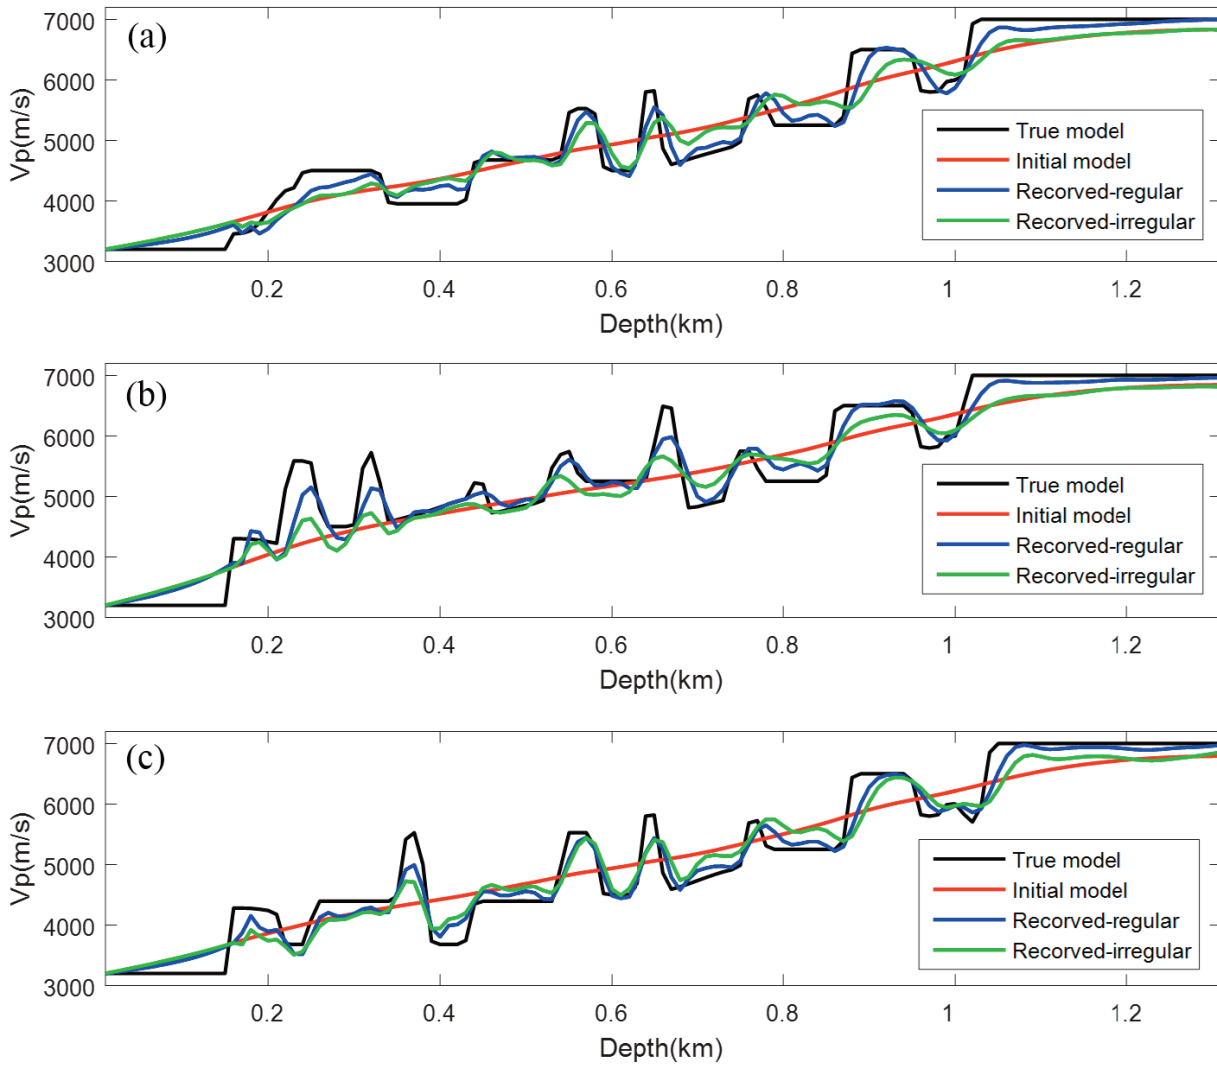 (a)
Vp(m/s)
7000
6000
5000
4000
3000
True model
Initial model
Recorved-regular
Recorved-irregular
0.2 0.4 0.6 0.8 1 1.2
Depth(km)
(b)
Vp(m/s)
7000
6000
5000
4000
3000
True model
Initial model
Recorved-regular
Recorved-irregular
0.2 0.4 0.6 0.8 1 1.2
Depth(km)
(c)
Vp(m/s)
7000
6000
5000
4000
3000
True model
Initial model
Recorved-regular
Recorved-irregular
0.2 0.4 0.6 0.8 1 1.2
Depth(km)